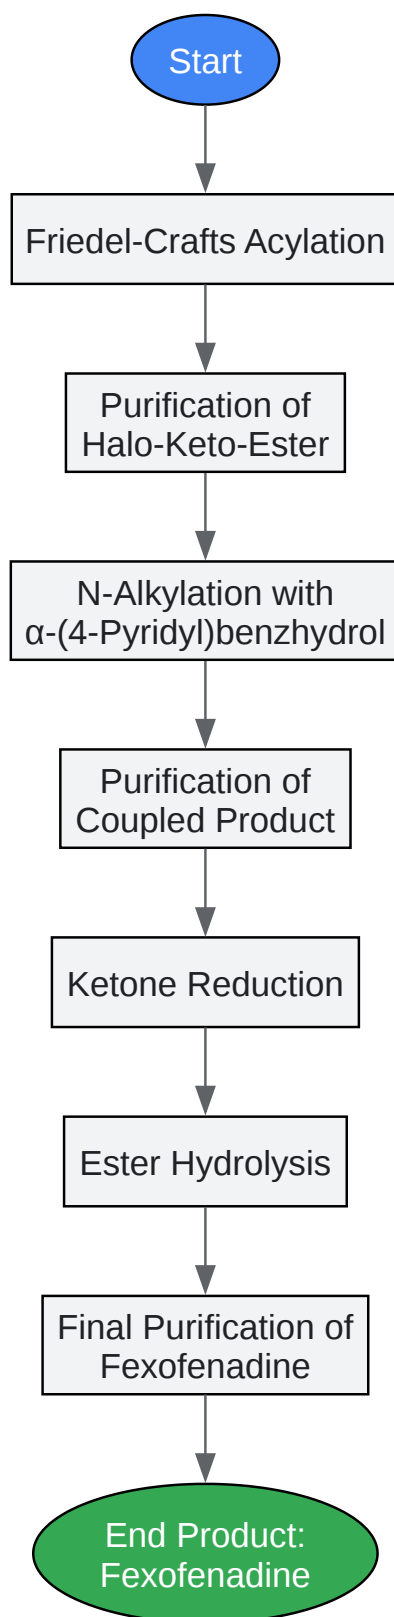 Start
Friedel-Crafts Acylation
Purification of
Halo-Keto-Ester
N-Alkylation with
α-(4-Pyridyl)benzhydrol
Purification of
Coupled Product
Ketone Reduction
Ester Hydrolysis
Final Purification of
Fexofenadine
End Product:
Fexofenadine